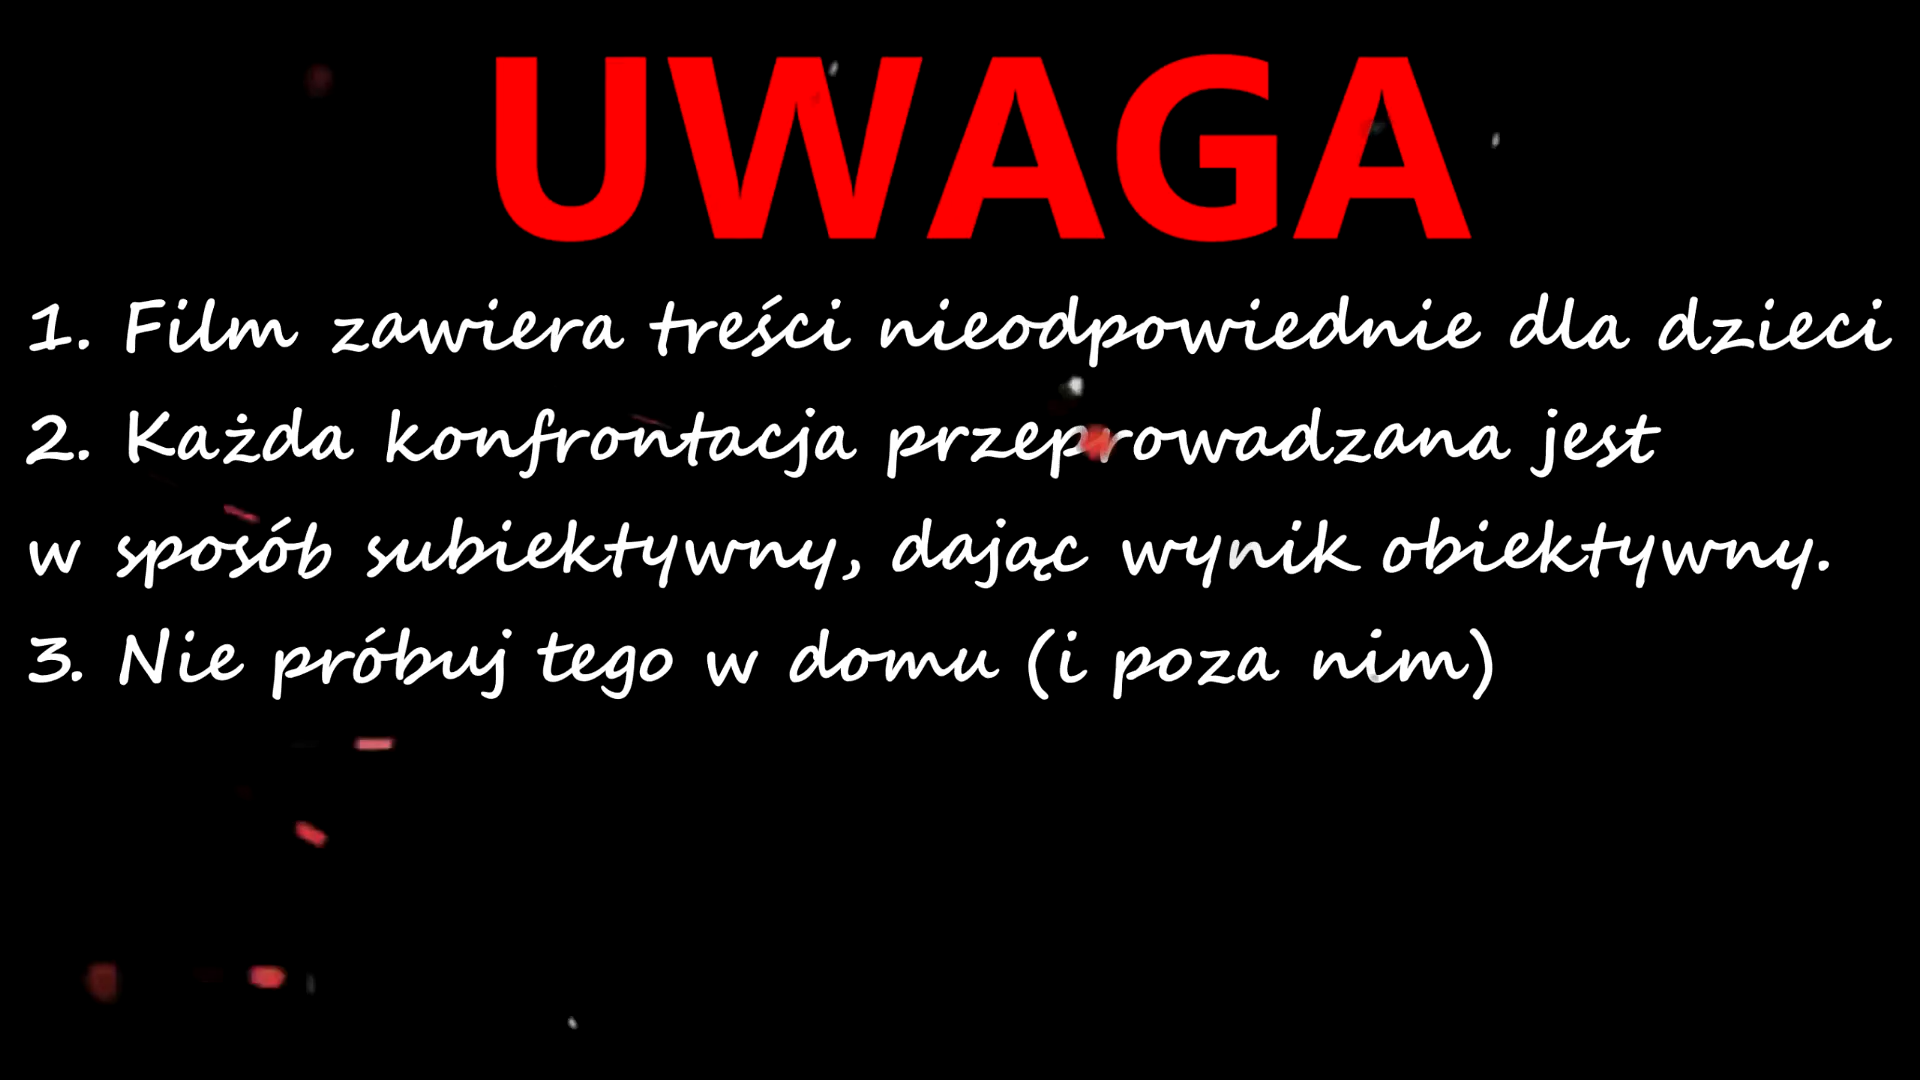 UWAGA
1. Film zawiera treści nieodpowiednie dla dzieci
2. Każda konfrontacja przeprowadzana jest
w sposób subiektywny, dając wynik obiektywny.
3. Nie próbuj tego w domu (i poza nim)